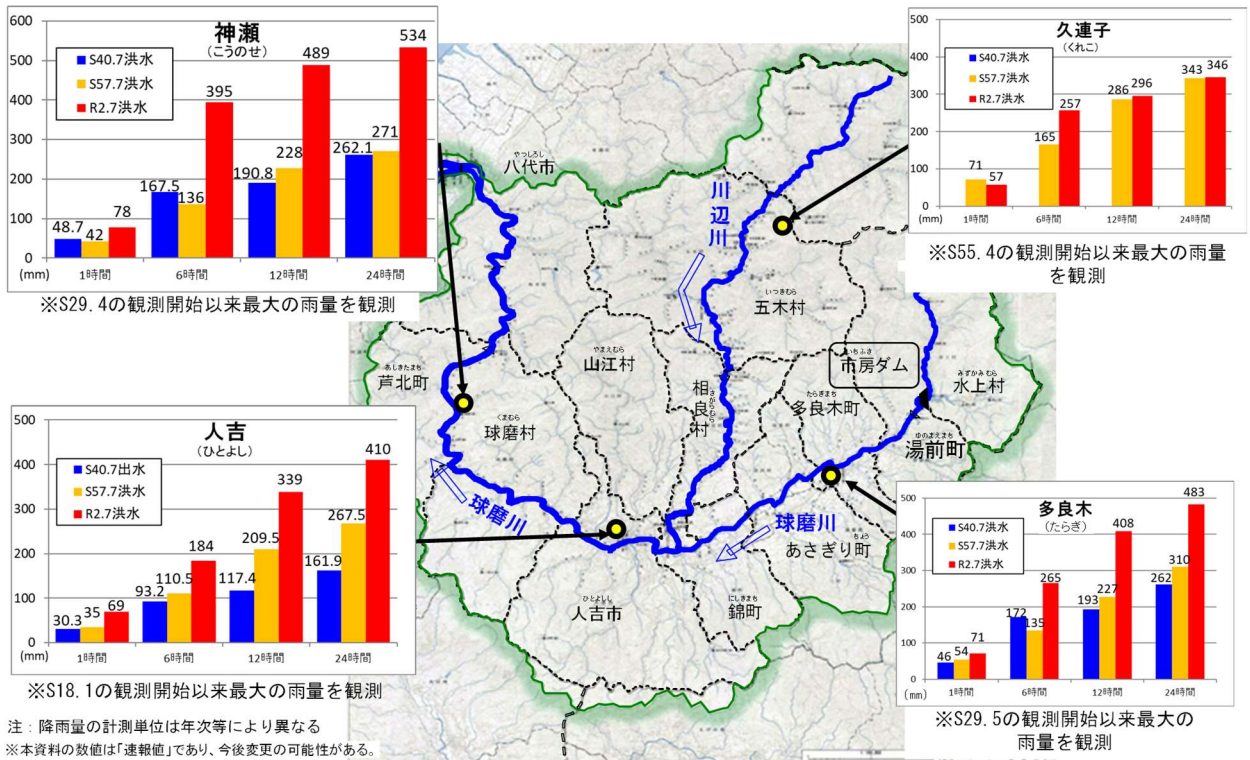 神瀬
(こうのせ)
S40.7洪水
S57.7洪水
R2.7洪水
600
500
400
300
200
100
0
(mm)
48.7
42
78
167.5
136
395
190.8
228
489
262.1
271
534
1時間
6時間
12時間
24時間
※S29.4の観測開始以来最大の雨量を観測
久連子
(くれこ)
S40.7洪水
S57.7洪水
R2.7洪水
500
400
300
200
100
0
(mm)
71
57
165
257
286
296
343
346
1時間
6時間
12時間
24時間
※S55.4の観測開始以来最大の雨量
を観測
やつしろし
八代市
川辺川
いつきむら
五木村
やまえむら
山江村
あしきたまち
芦北町
くまむら
球磨村
さがらむら
相良村
たらぎまち
多良木町
いちふさ
市房ダム
みずかみむら
水上村
ゆのまえまち
湯前町
球磨川
球磨川
ちょう
あさぎり町
にしきまち
錦町
ひとよしし
人吉市
人吉
(ひとよし)
S40.7出水
S57.7洪水
R2.7洪水
500
400
300
200
100
0
(mm)
30.3
35
69
93.2
110.5
184
117.4
209.5
339
161.9
267.5
410
1時間
6時間
12時間
24時間
※S18.1の観測開始以来最大の雨量を観測
多良木
(たらぎ)
S40.7洪水
S57.7洪水
R2.7洪水
500
400
300
200
100
0
(mm)
46
54
71
172
135
265
193
227
408
262
310
483
1時間
6時間
12時間
24時間
※S29.5の観測開始以来最大の
雨量を観測
注：降雨量の計測単位は年次等により異なる
※本資料の数値は「速報値」であり、今後変更の可能性がある。